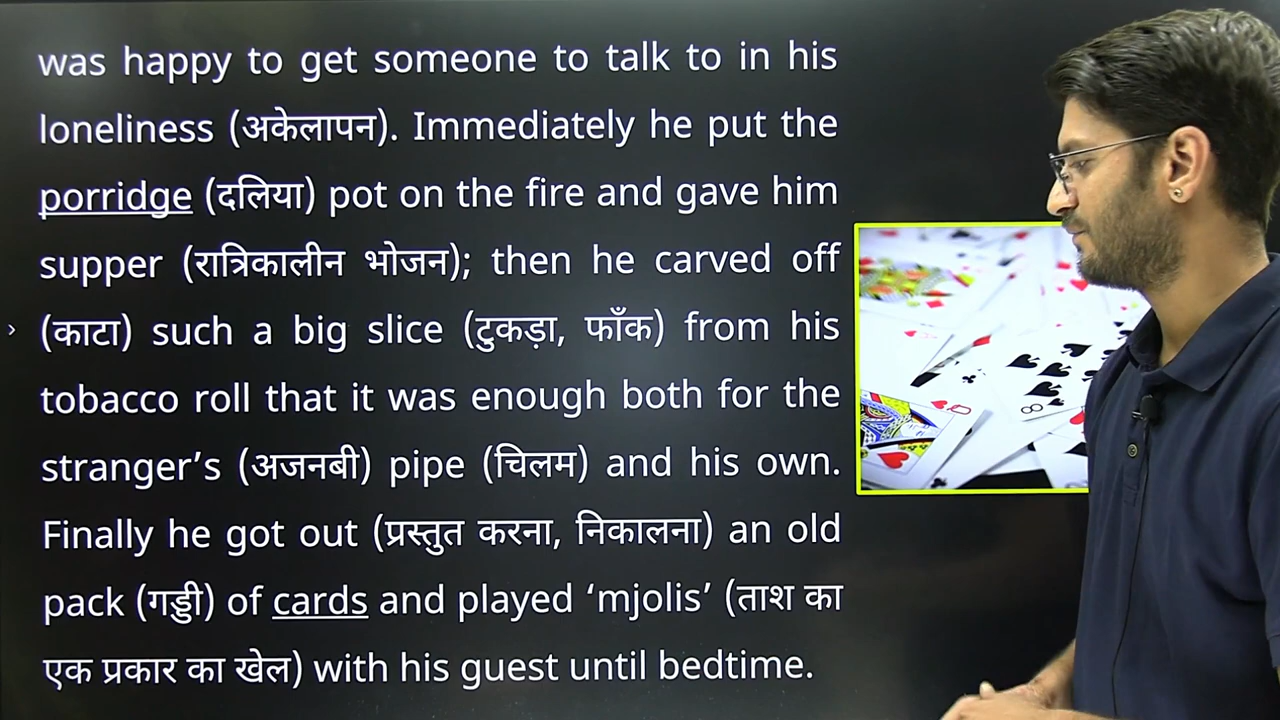 was happy to get someone to talk to in his
loneliness (अकेलापन). Immediately he put the
porridge (दलिया) pot on the fire and gave him
supper (रात्रिकालीन भोजन); then he carved off
(काटा) such a big slice (टुकड़ा, फाँक) from his
tobacco roll that it was enough both for the
stranger’s (अजनबी) pipe (चिलम) and his own.
Finally he got out (प्रस्तुत करना, निकालना) an old
pack (गड्डी) of cards and played ‘mjolis’ (ताश का
एक प्रकार का खेल) with his guest until bedtime.
8